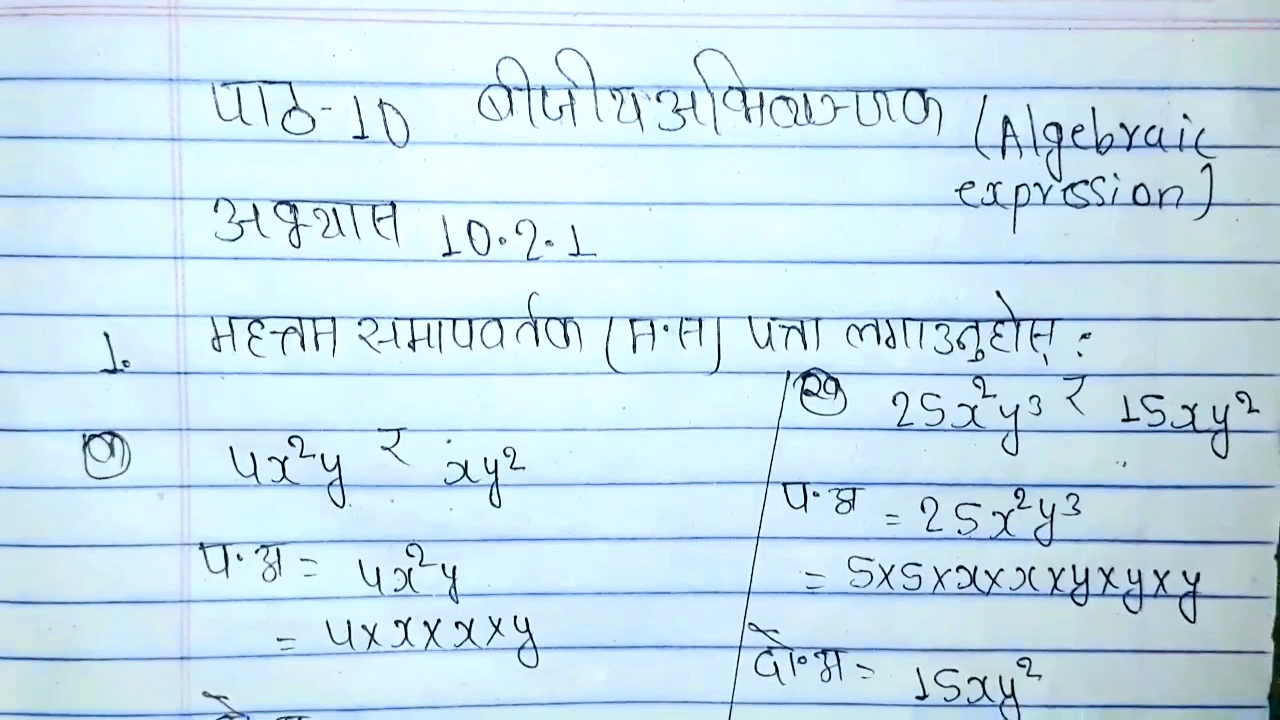 पाठ-10 बीजीय अभिव्यञ्जक (Algebraic
expression)
अभ्यास 10.2.1
1. महत्तम समापवर्तक (म.स) पत्ता लगाउनुहोस् :
क 4x²y र xy²
प.अ = 4x²y
= 4×x×x×y
ख 25x²y³ र 15xy²
प.अ = 25x²y³
= 5×5×x×x×y×y×y
दो.अ = 15xy²